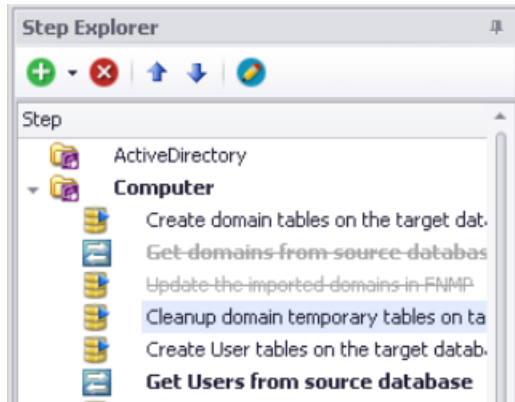 Step Explorer
Step
ActiveDirectory
Computer
Create domain tables on the target dat
Get domains from source databas
Update the imported domains in FNMP
Cleanup domain temporary tables on ta
Create User tables on the target datab
Get Users from source database